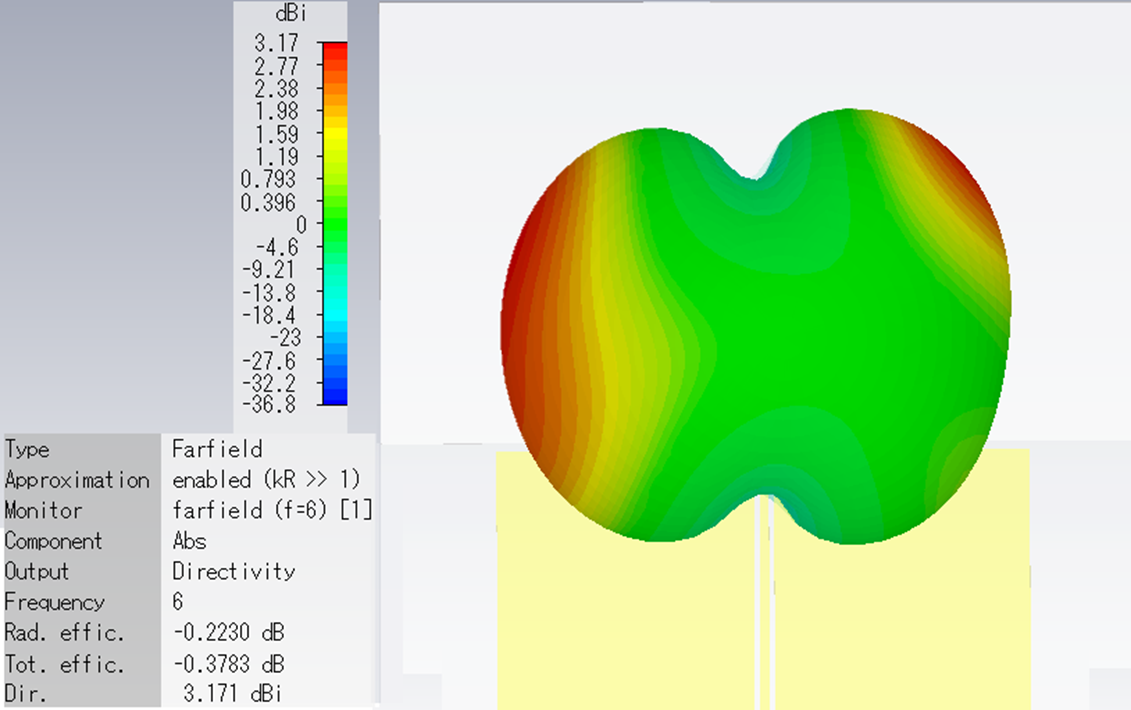 dBi
3.17
2.77
2.38
1.98
1.59
1.19
0.793
0.396
0
-4.6
-9.21
-13.8
-18.4
-23
-27.6
-32.2
-36.8
Type Farfield
Approximation enabled (kR >> 1)
Monitor farfield (f=6) [1]
Component Abs
Output Directivity
Frequency 6
Rad. effic. -0.2230 dB
Tot. effic. -0.3783 dB
Dir. 3.171 dBi